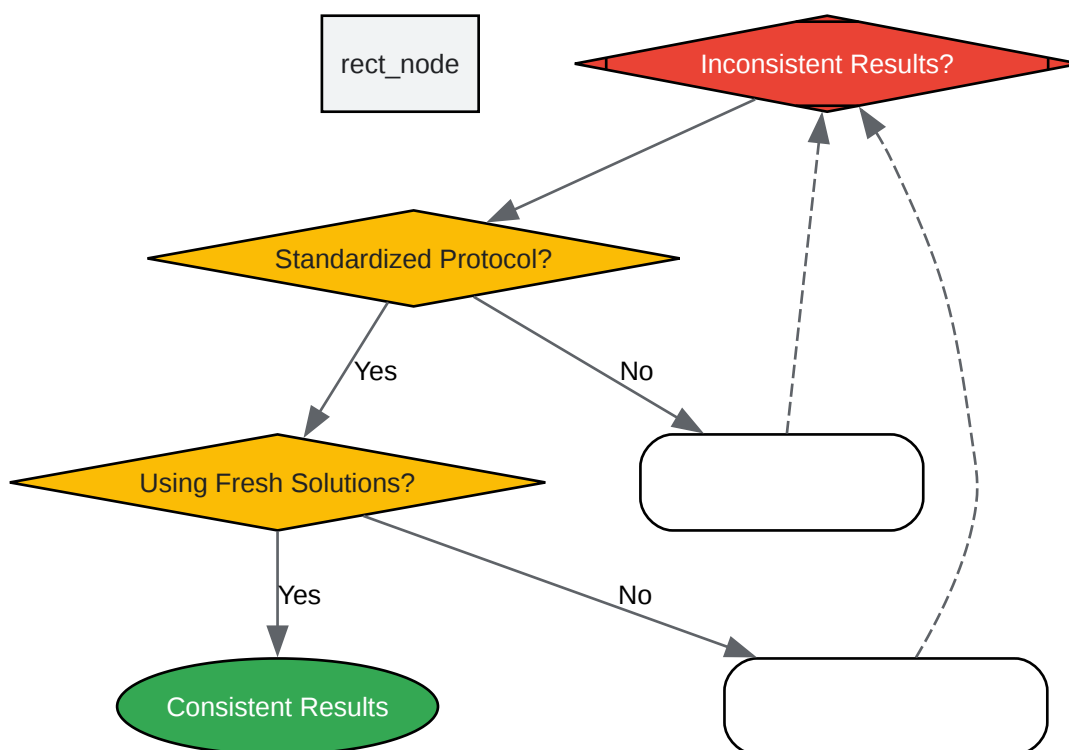 rect_node
Inconsistent Results?
Standardized Protocol?
Yes
No
Using Fresh Solutions?
Yes
No
Consistent Results